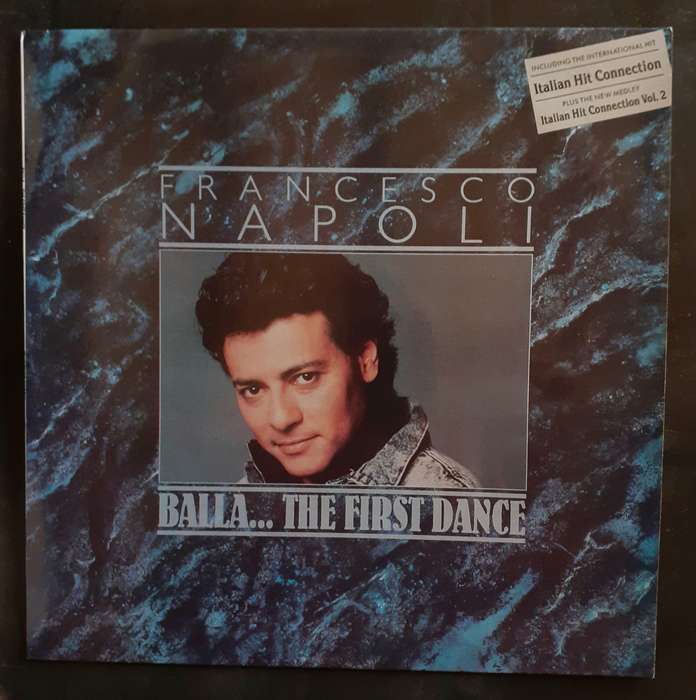 INCLUDING THE INTERNATIONAL HIT
Italian Hit Connection
PLUS THE NEW MEDLEY
Italian Hit Connection Vol. 2
FRANCESCO
NAPOLI
BALLA... THE FIRST DANCE